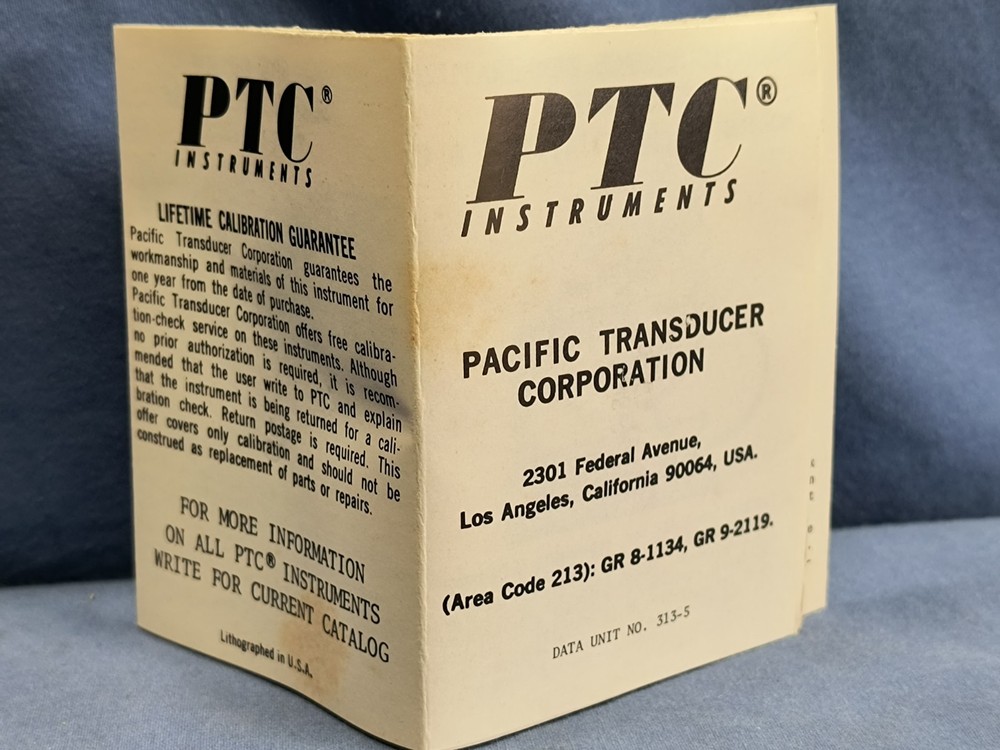 PTC®
INSTRUMENTS
LIFETIME CALIBRATION GUARANTEE
Pacific Transducer Corporation guarantees the
workmanship and materials of this instrument for
one year from the date of purchase.
Pacific Transducer Corporation offers free calibra-
tion-check service on these instruments. Although
no prior authorization is required, it is recom-
mended that the user write to PTC and explain
that the instrument is being returned for a cali-
bration check. Return postage is required. This
offer covers only calibration and should not be
construed as replacement of parts or repairs.
FOR MORE INFORMATION
ON ALL PTC® INSTRUMENTS
WRITE FOR CURRENT CATALOG
Lithographed in U.S.A.
PTC®
INSTRUMENTS
PACIFIC TRANSDUCER
CORPORATION
2301 Federal Avenue,
Los Angeles, California 90064, USA.
(Area Code 213): GR 8-1134, GR 9-2119.
DATA UNIT NO. 313-5